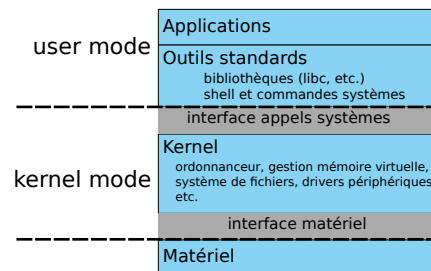 user mode
Applications
Outils standards
bibliothèques (libc, etc.)
shell et commandes systèmes
interface appels systèmes
kernel mode
Kernel
ordonnanceur, gestion mémoire virtuelle,
système de fichiers, drivers périphériques
etc.
interface matériel
Matériel